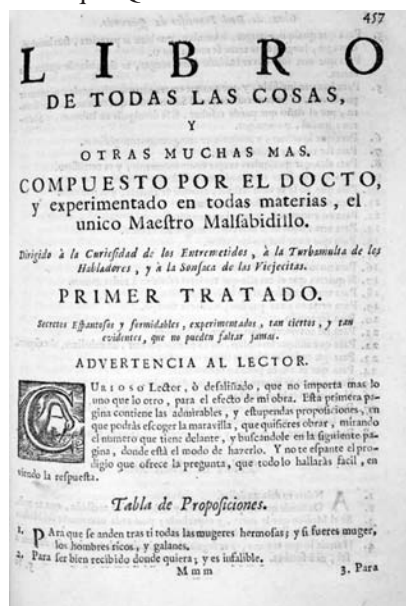 457
LIBRO
DE TODAS LAS COSAS,
Y
OTRAS MUCHAS MAS.
COMPUESTO POR EL DOCTO,
y experimentado en todas materias, el
unico Maeſtro Malſabidillo.
Dirigido à la Curioſidad de los Entremetidos, à la Turbamulta de los
Habladores, y à la Sonſaca de las Viejecitas.
PRIMER TRATADO.
Secretos Eſpantoſos y formidables, experimentados, tan ciertos, y tan
evidentes, que no pueden faltar jamas.
ADVERTENCIA AL LECTOR.
CURIOSO Lector, ò deſaliñado, que no importa mas lo
uno que lo otro, para el efecto de mi obra. Eſta primera pa-
gina contiene las admirables, y eſtupendas propoſiciones, en
que podràs eſcoger la maravilla, que quiſieres obrar, mirando
el numero que tiene delante, y buſcandole en la ſiguiente pa-
gina, donde eſtà el modo de hazerlo. Y no te eſpante el pro-
digio que ofrece la pregunta, que todo lo hallaràs facil, en
viendo la reſpueſta.
Tabla de Propoſiciones.
1. PAra que ſe anden tras ti todas las mugeres hermoſas; y ſi fueres muger,
los hombres ricos, y galanes.
2. Para ſer bien recibido donde quiera; y es infalible.
Mmm 3. Para